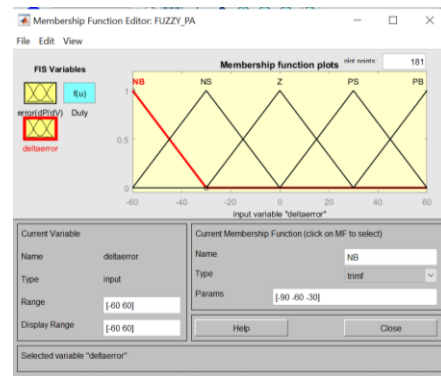 Membership Function Editor: FUZZY_PA
File Edit View
FIS Variables
Membership function plots plot points: 181
f(u)
error(dP/dV) Duty
deltaerror
NB NS Z PS PB
1
0.5
0
-60 -40 -20 0 20 40 60
input variable "deltaerror"
Current Variable
Current Membership Function (click on MF to select)
Name deltaerror
Name NB
Type input
Type trimf
Range [-60 60]
Params [-90 -60 -30]
Display Range [-60 60]
Help Close
Selected variable "deltaerror"